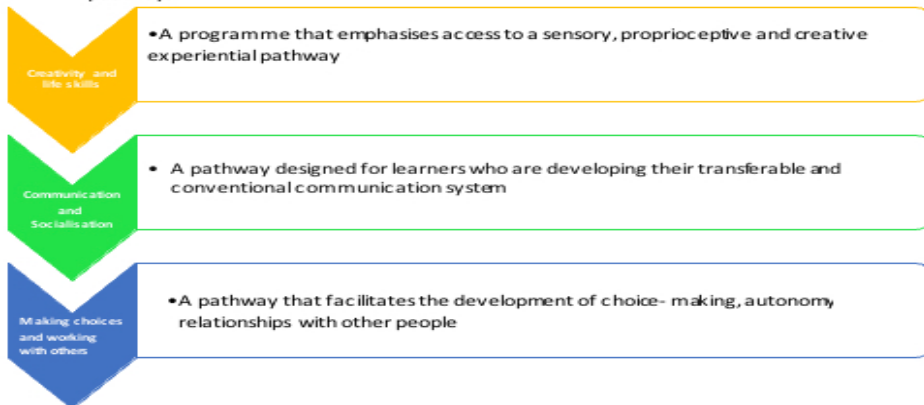 Creativity and
life skills
•A programme that emphasises access to a sensory, proprioceptive and creative
experiential pathway
Communication
and
Socialisation
• A pathway designed for learners who are developing their transferable and
conventional communication system
Making choices
and working
with others
•A pathway that facilitates the development of choice- making, autonomy
relationships with other people